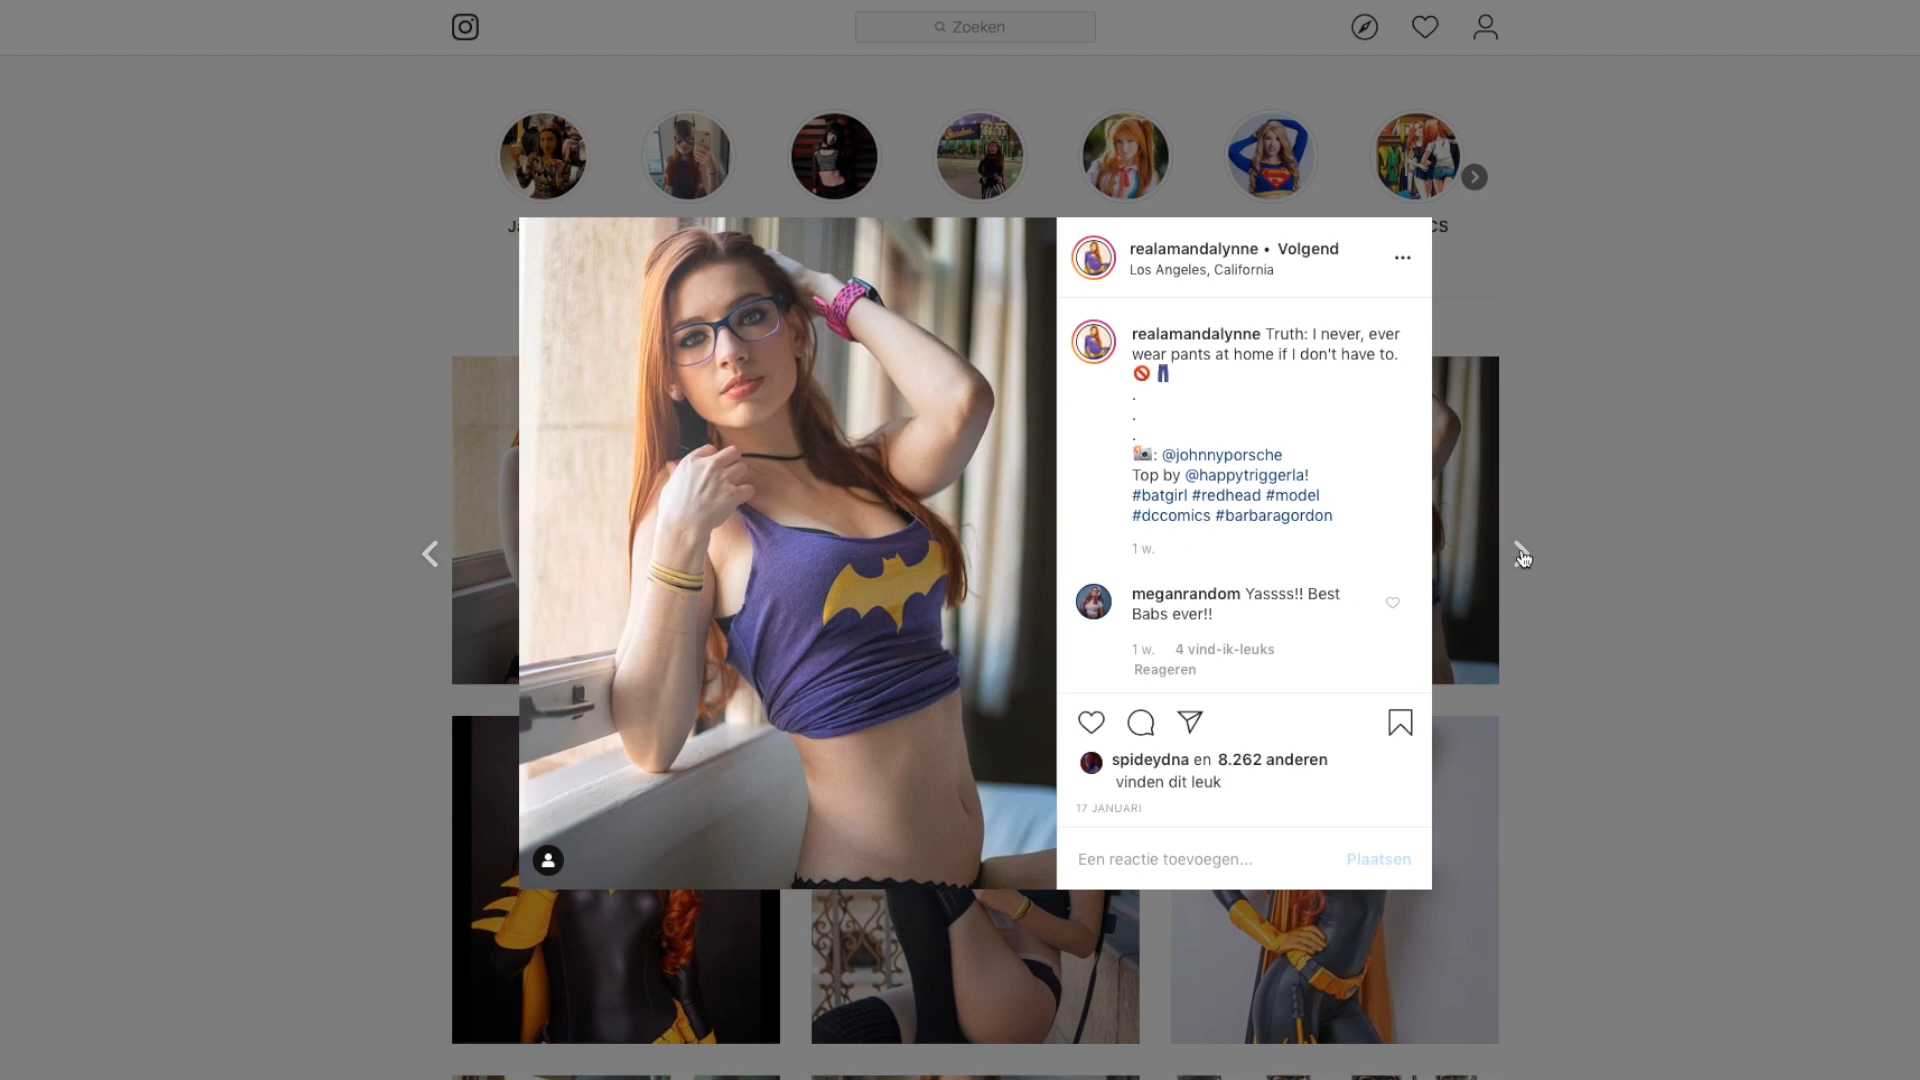 Zoeken
realamandalynne • Volgend
Los Angeles, California
realamandalynne Truth: I never, ever
wear pants at home if I don't have to.
🚫 👖
.
.
.
📸: @johnnyporsche
Top by @happytriggerla!
#batgirl #redhead #model
#dccomics #barbaragordon
1 w.
meganrandom Yassss!! Best
Babs ever!!
1 w. 4 vind-ik-leuks
Reageren
spideydna en 8.262 anderen
vinden dit leuk
17 JANUARI
Een reactie toevoegen... Plaatsen